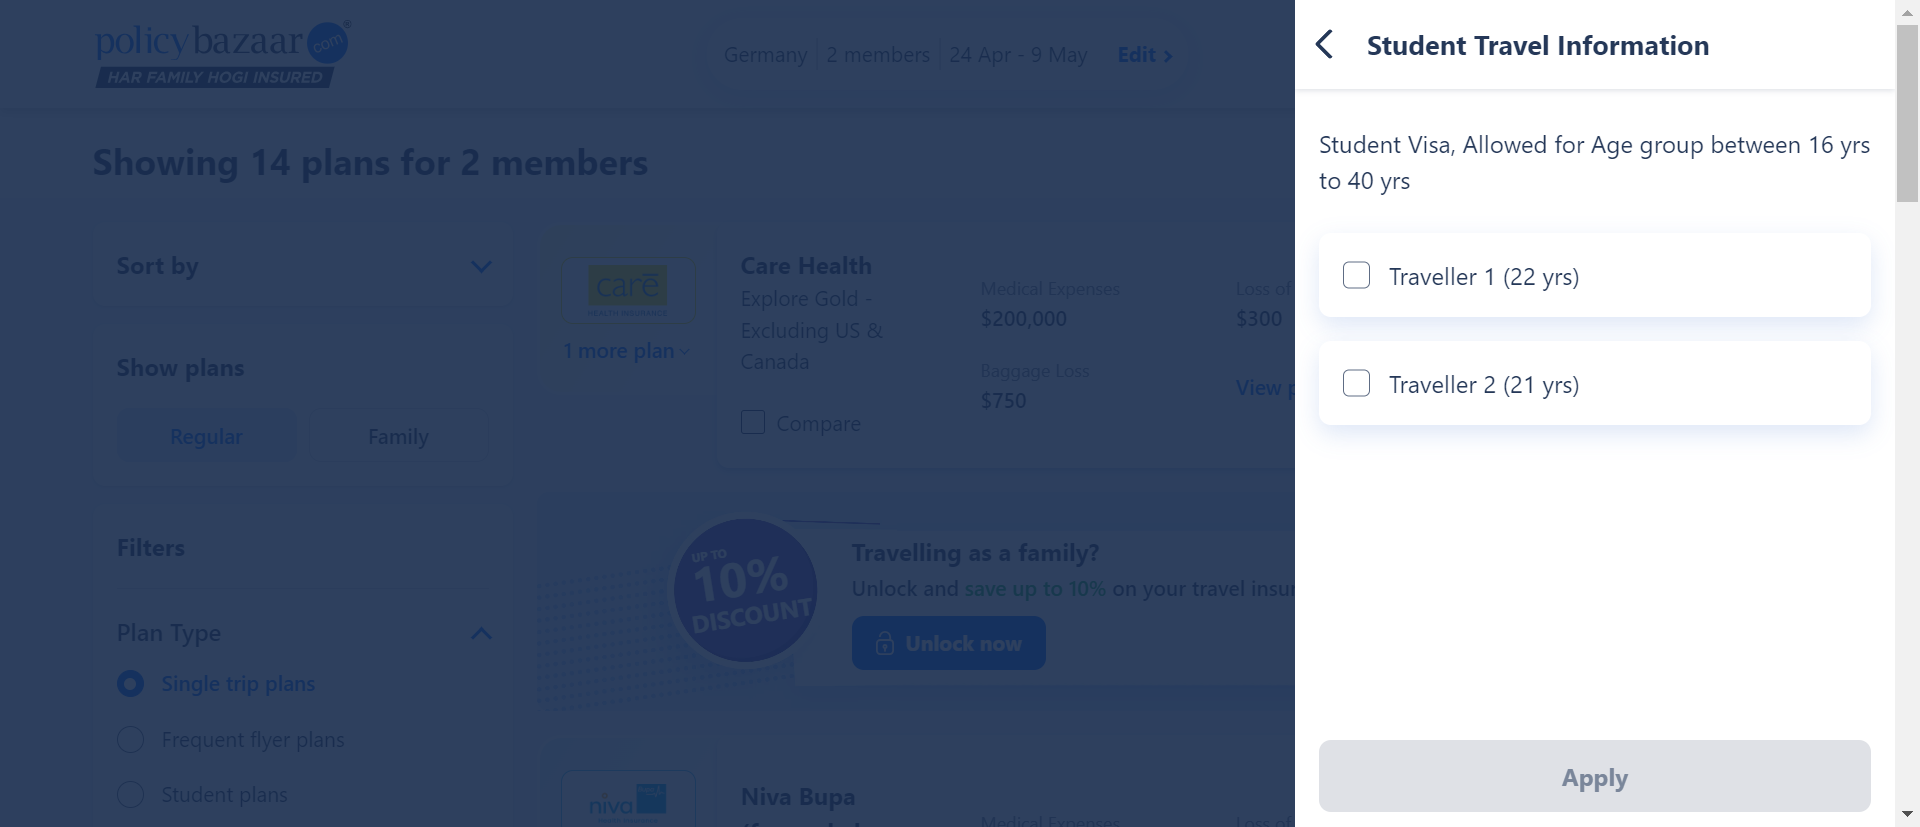 policybazaar.com®
HAR FAMILY HOGI INSURED
Germany 2 members 24 Apr - 9 May Edit
Showing 14 plans for 2 members
Sort by
Show plans
Regular Family
Filters
Plan Type
Single trip plans
Frequent flyer plans
Student plans
care
HEALTH INSURANCE
1 more plan
Care Health
Explore Gold -
Excluding US &
Canada
Compare
Medical Expenses
$200,000
Baggage Loss
$750
Loss of
$300
View p
UP TO
10%
DISCOUNT
Travelling as a family?
Unlock and save up to 10% on your travel insur
Unlock now
niva
Niva Bupa
Medical Expenses
Loss of
Student Travel Information
Student Visa, Allowed for Age group between 16 yrs
to 40 yrs
Traveller 1 (22 yrs)
Traveller 2 (21 yrs)
Apply